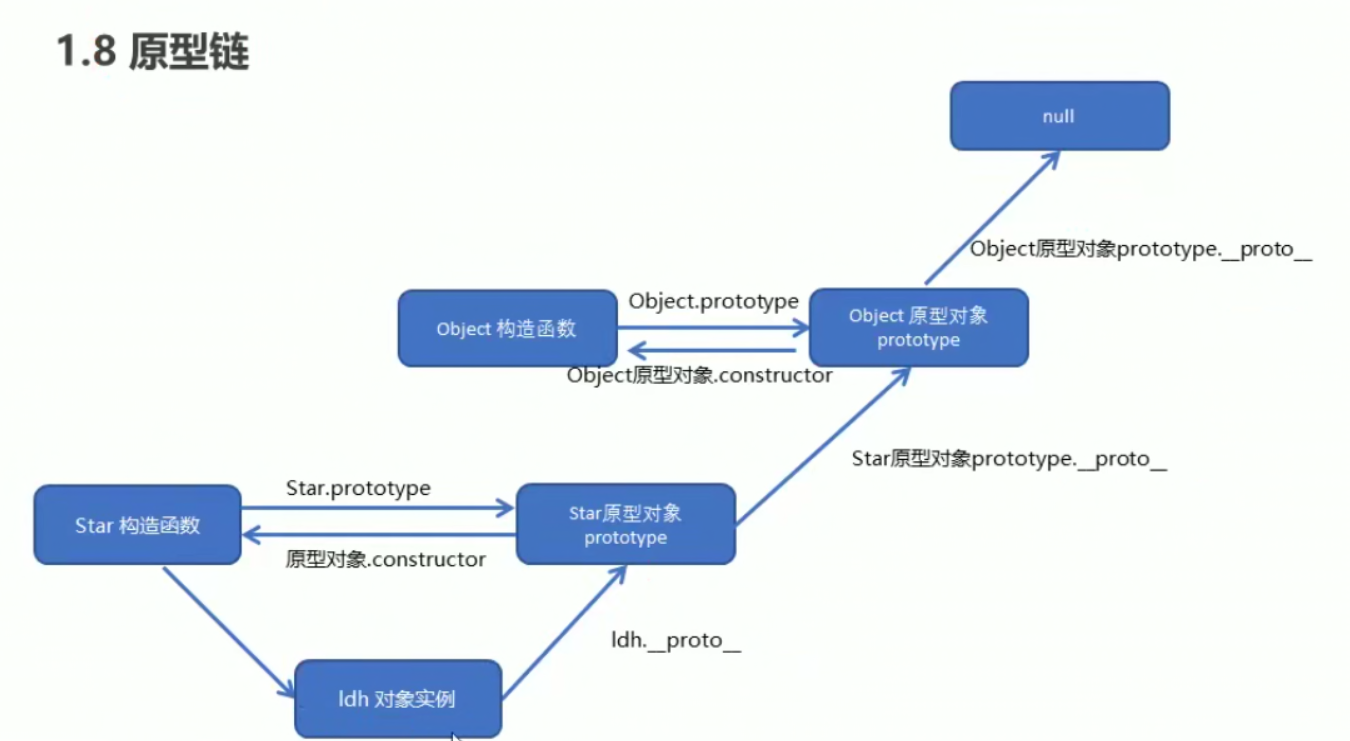 1.8 原型链
null
Object原型对象prototype.__proto__
Object.prototype
Object 构造函数
Object 原型对象
prototype
Object原型对象.constructor
Star原型对象prototype.__proto__
Star.prototype
Star 构造函数
Star原型对象
prototype
原型对象.constructor
ldh.__proto__
ldh 对象实例